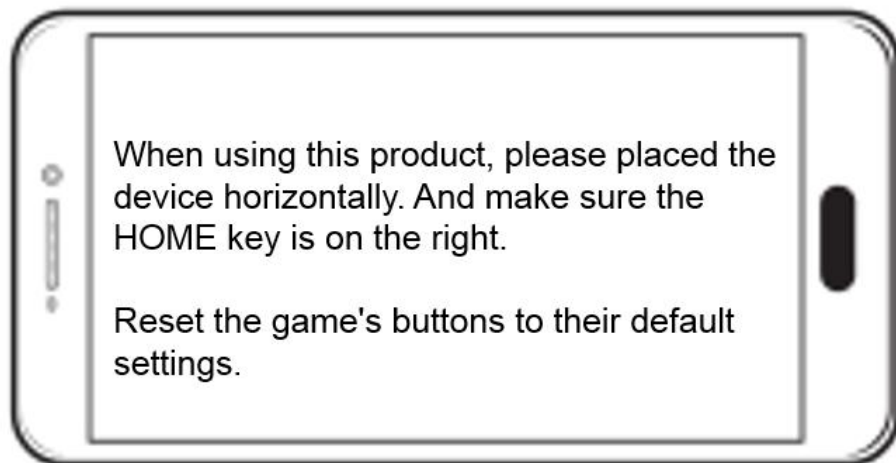 When using this product, please placed the
device horizontally. And make sure the
HOME key is on the right.
Reset the game's buttons to their default
settings.